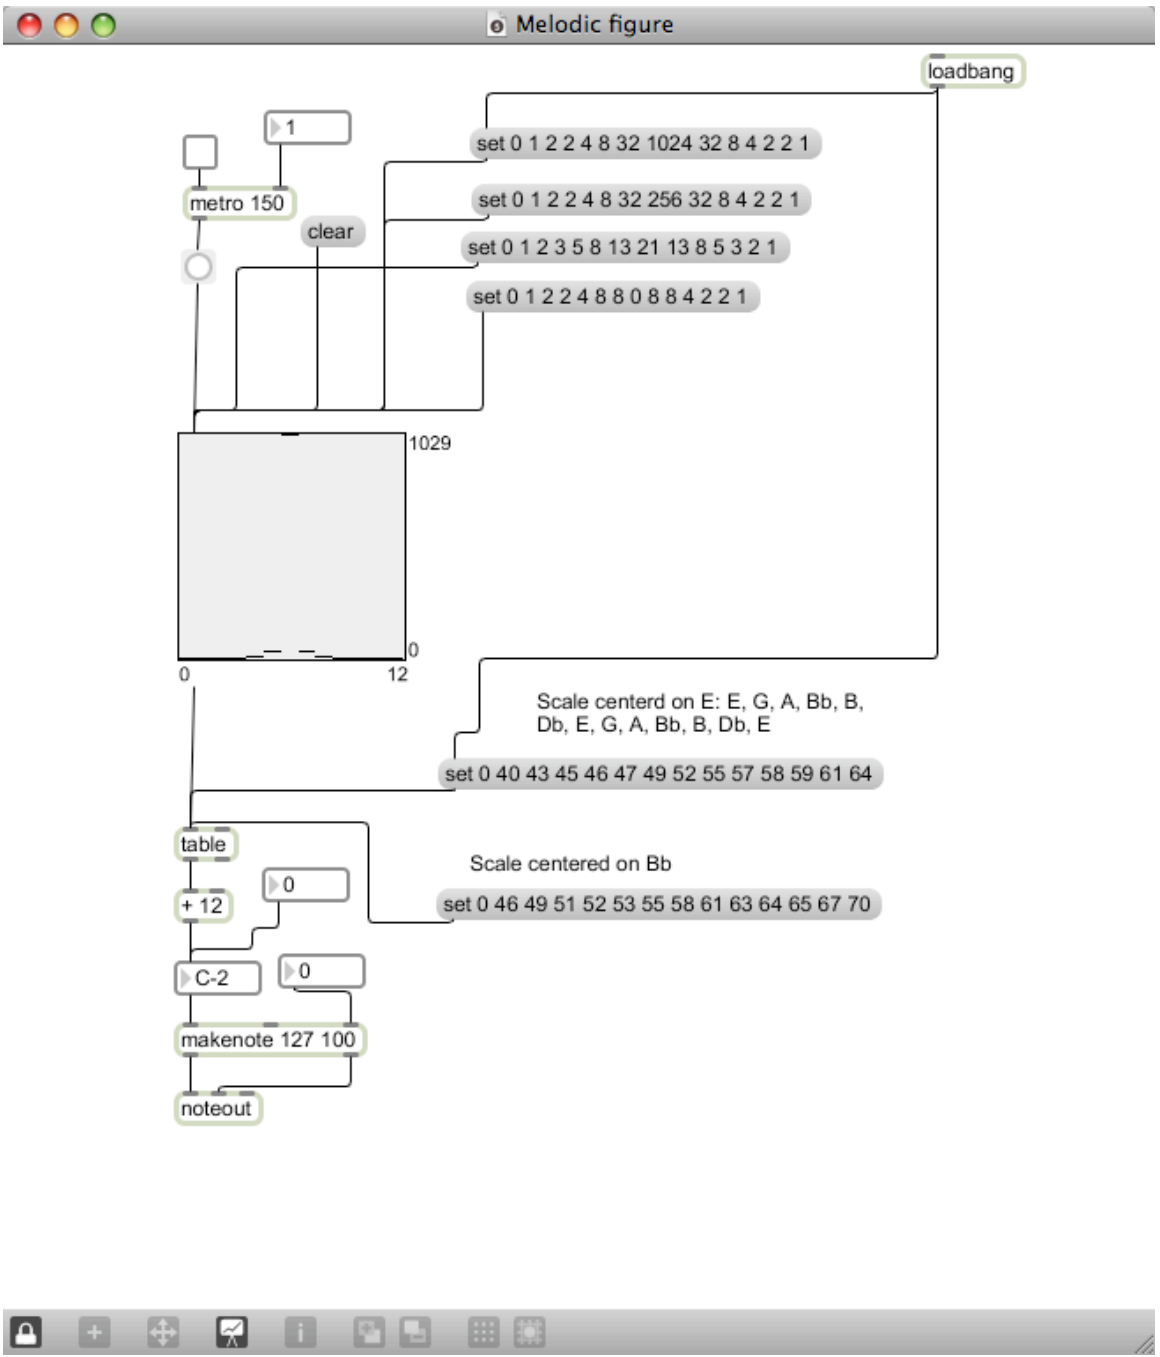 Melodic figure
loadbang
1
set 0 1 2 2 4 8 32 1024 32 8 4 2 2 1
metro 150
set 0 1 2 2 4 8 32 256 32 8 4 2 2 1
clear
set 0 1 2 3 5 8 13 21 13 8 5 3 2 1
set 0 1 2 2 4 8 8 0 8 8 4 2 2 1
1029
0
0
12
Scale centerd on E: E, G, A, Bb, B,
Db, E, G, A, Bb, B, Db, E
set 0 40 43 45 46 47 49 52 55 57 58 59 61 64
table
Scale centered on Bb
0
+ 12
set 0 46 49 51 52 53 55 58 61 63 64 65 67 70
C-2
0
makenote 127 100
noteout